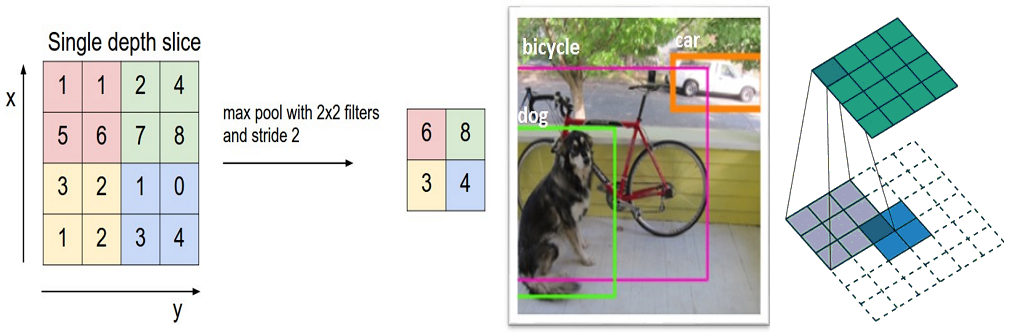 Single depth slice
x
1 1 2 4
5 6 7 8
3 2 1 0
1 2 3 4
y
max pool with 2x2 filters
and stride 2
6 8
3 4
bicycle
car
dog